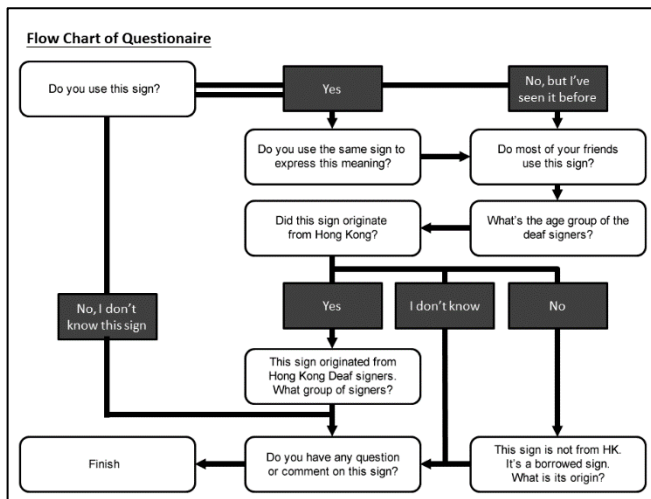 Flow Chart of Questionaire
Do you use this sign?
Yes
No, but I've
seen it before
Do you use the same sign to
express this meaning?
Do most of your friends
use this sign?
Did this sign originate
from Hong Kong?
What's the age group of the
deaf signers?
No, I don't
know this sign
Yes
I don't know
No
This sign originated from
Hong Kong Deaf signers.
What group of signers?
Finish
Do you have any question
or comment on this sign?
This sign is not from HK.
It's a borrowed sign.
What is its origin?